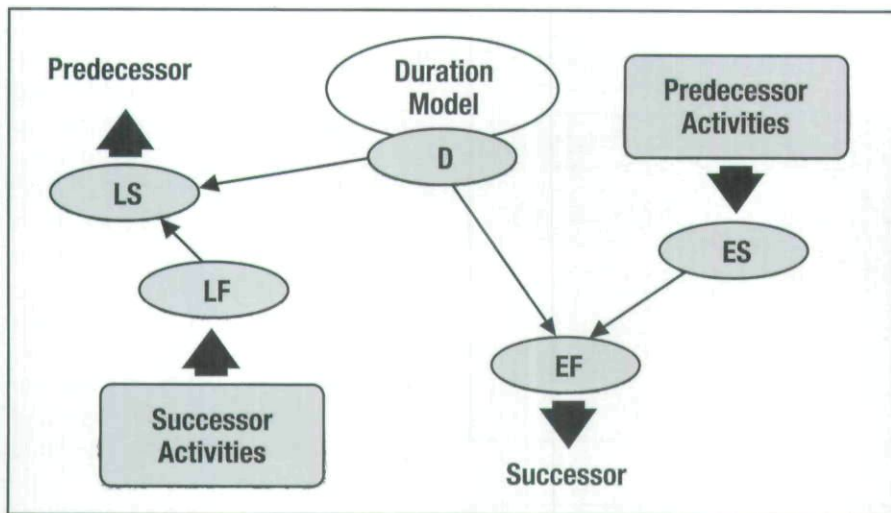 Predecessor
Duration
Model
Predecessor
Activities
D
LS
ES
LF
EF
Successor
Activities
Successor